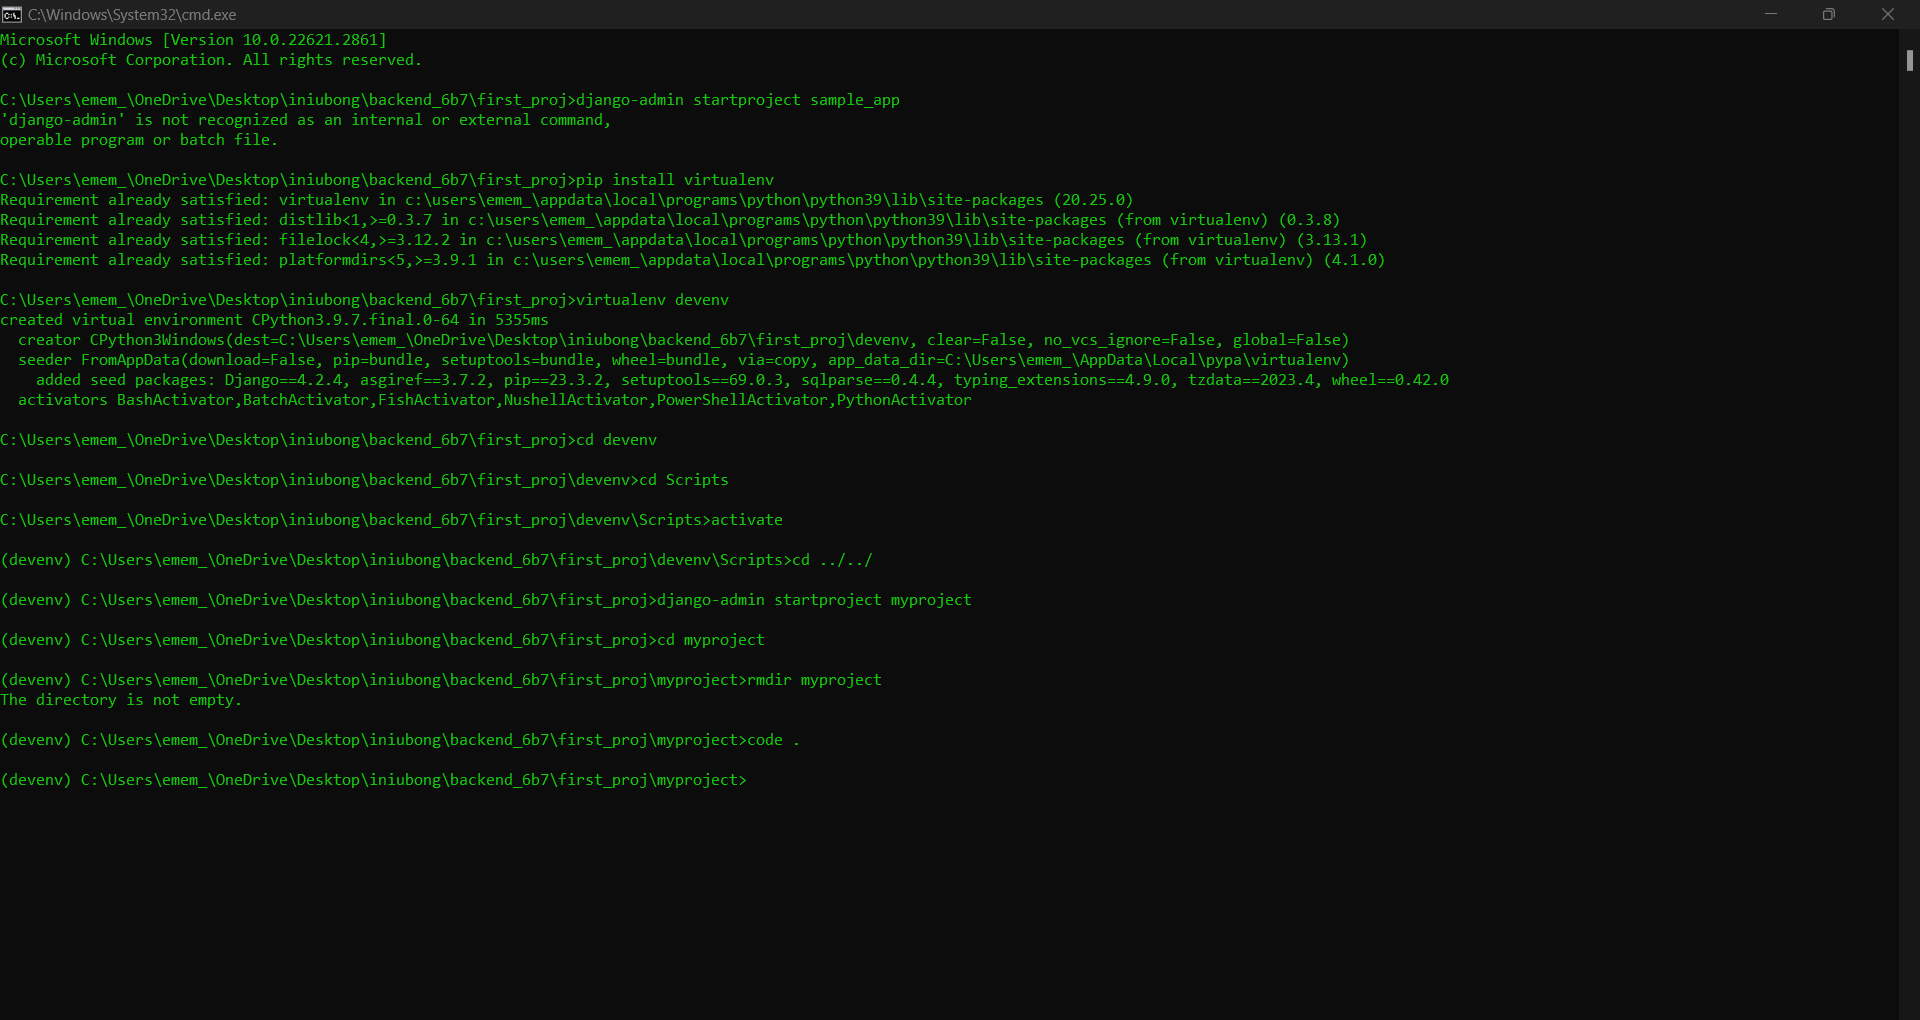 C:\Windows\System32\cmd.exe
Microsoft Windows [Version 10.0.22621.2861]
(c) Microsoft Corporation. All rights reserved.
C:\Users\emem_\OneDrive\Desktop\iniubong\backend_6b7\first_proj>django-admin startproject sample_app
'django-admin' is not recognized as an internal or external command,
operable program or batch file.
C:\Users\emem_\OneDrive\Desktop\iniubong\backend_6b7\first_proj>pip install virtualenv
Requirement already satisfied: virtualenv in c:\users\emem_\appdata\local\programs\python\python39\lib\site-packages (20.25.0)
Requirement already satisfied: distlib<1,>=0.3.7 in c:\users\emem_\appdata\local\programs\python\python39\lib\site-packages (from virtualenv) (0.3.8)
Requirement already satisfied: filelock<4,>=3.12.2 in c:\users\emem_\appdata\local\programs\python\python39\lib\site-packages (from virtualenv) (3.13.1)
Requirement already satisfied: platformdirs<5,>=3.9.1 in c:\users\emem_\appdata\local\programs\python\python39\lib\site-packages (from virtualenv) (4.1.0)
C:\Users\emem_\OneDrive\Desktop\iniubong\backend_6b7\first_proj>virtualenv devenv
created virtual environment CPython3.9.7.final.0-64 in 5355ms
creator CPython3Windows(dest=C:\Users\emem_\OneDrive\Desktop\iniubong\backend_6b7\first_proj\devenv, clear=False, no_vcs_ignore=False, global=False)
seeder FromAppData(download=False, pip=bundle, setuptools=bundle, wheel=bundle, via=copy, app_data_dir=C:\Users\emem_\AppData\Local\pypa\virtualenv)
added seed packages: Django==4.2.4, asgiref==3.7.2, pip==23.3.2, setuptools==69.0.3, sqlparse==0.4.4, typing_extensions==4.9.0, tzdata==2023.4, wheel==0.42.0
activators BashActivator,BatchActivator,FishActivator,NushellActivator,PowerShellActivator,PythonActivator
C:\Users\emem_\OneDrive\Desktop\iniubong\backend_6b7\first_proj>cd devenv
C:\Users\emem_\OneDrive\Desktop\iniubong\backend_6b7\first_proj\devenv>cd Scripts
C:\Users\emem_\OneDrive\Desktop\iniubong\backend_6b7\first_proj\devenv\Scripts>activate
(devenv) C:\Users\emem_\OneDrive\Desktop\iniubong\backend_6b7\first_proj\devenv\Scripts>cd ../../
(devenv) C:\Users\emem_\OneDrive\Desktop\iniubong\backend_6b7\first_proj>django-admin startproject myproject
(devenv) C:\Users\emem_\OneDrive\Desktop\iniubong\backend_6b7\first_proj>cd myproject
(devenv) C:\Users\emem_\OneDrive\Desktop\iniubong\backend_6b7\first_proj\myproject>rmdir myproject
The directory is not empty.
(devenv) C:\Users\emem_\OneDrive\Desktop\iniubong\backend_6b7\first_proj\myproject>code .
(devenv) C:\Users\emem_\OneDrive\Desktop\iniubong\backend_6b7\first_proj\myproject>